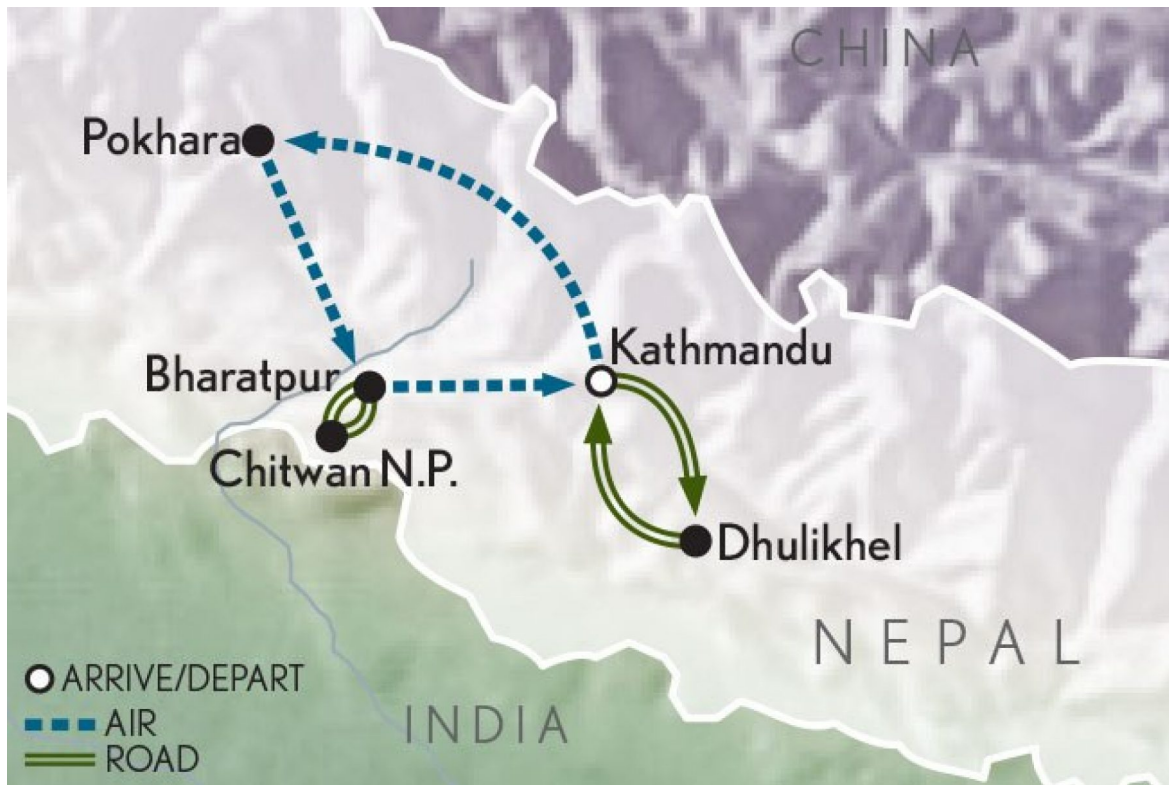 CHINA
Pokhara
Kathmandu
Bharatpur
Chitwan N.P.
Dhulikhel
NEPAL
ARRIVE/DEPART
INDIA
AIR
ROAD